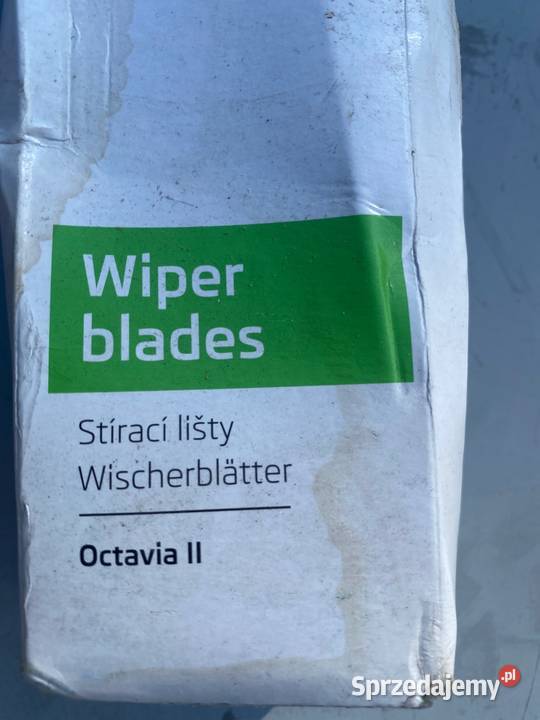 Wiper
blades
Stírací lišty
Wischerblätter
Octavia II
Sprzedajemy.pl